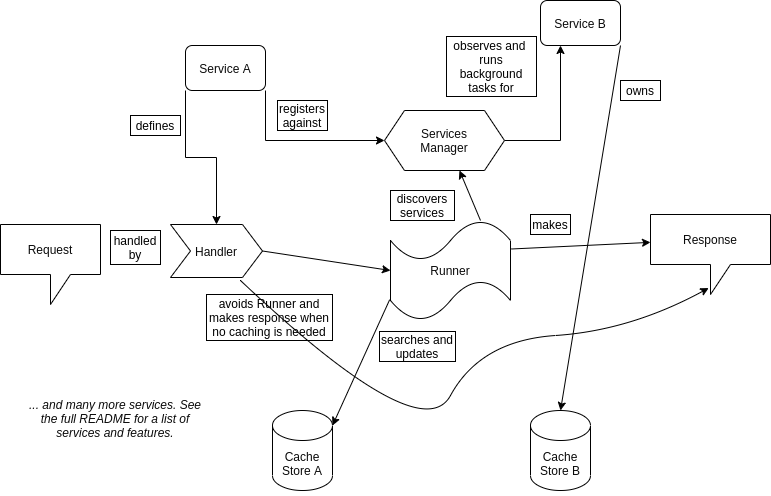 Service B
observes and
runs
background
tasks for
Service A
owns
registers
against
defines
Services
Manager
discovers
services
makes
Request
handled
by
Handler
Runner
Response
avoids Runner and
makes response when
no caching is needed
searches and
updates
... and many more services. See
the full README for a list of
services and features.
Cache
Store A
Cache
Store B